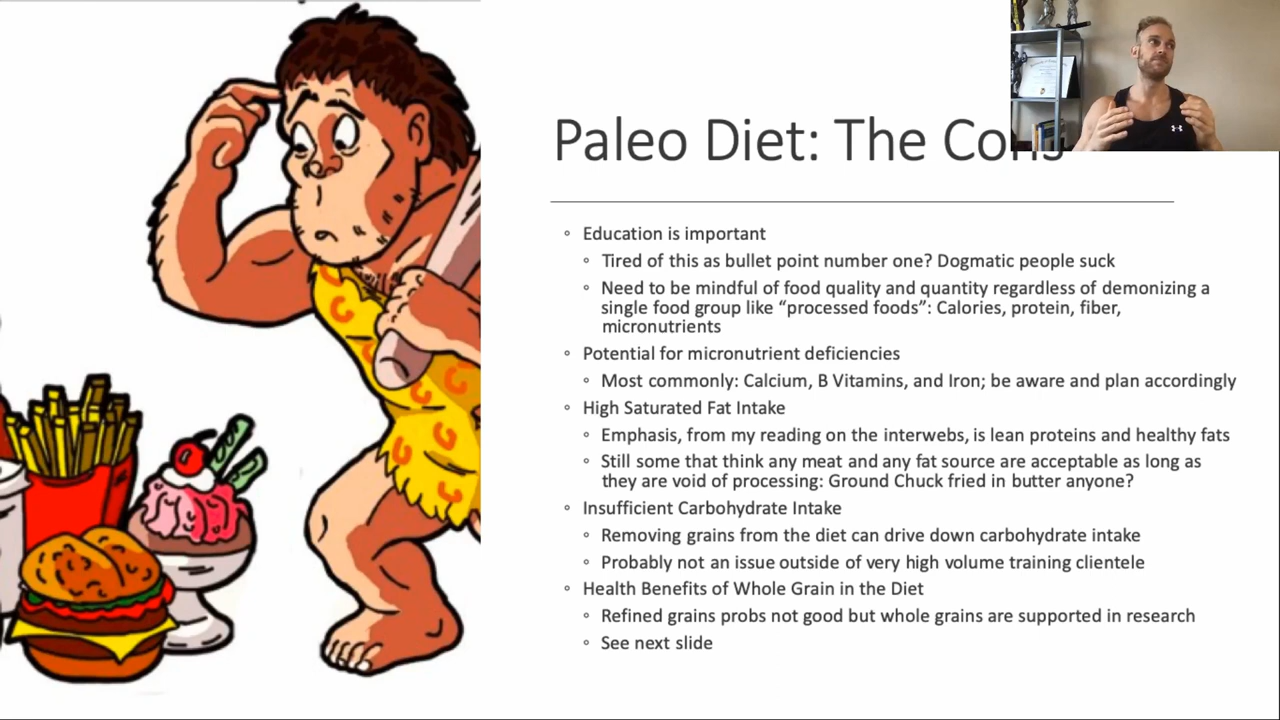 Paleo Diet: The Cons
◦ Education is important
◦ Tired of this as bullet point number one? Dogmatic people suck
◦ Need to be mindful of food quality and quantity regardless of demonizing a
single food group like “processed foods”: Calories, protein, fiber,
micronutrients
◦ Potential for micronutrient deficiencies
◦ Most commonly: Calcium, B Vitamins, and Iron; be aware and plan accordingly
◦ High Saturated Fat Intake
◦ Emphasis, from my reading on the interwebs, is lean proteins and healthy fats
◦ Still some that think any meat and any fat source are acceptable as long as
they are void of processing: Ground Chuck fried in butter anyone?
◦ Insufficient Carbohydrate Intake
◦ Removing grains from the diet can drive down carbohydrate intake
◦ Probably not an issue outside of very high volume training clientele
◦ Health Benefits of Whole Grain in the Diet
◦ Refined grains probs not good but whole grains are supported in research
◦ See next slide